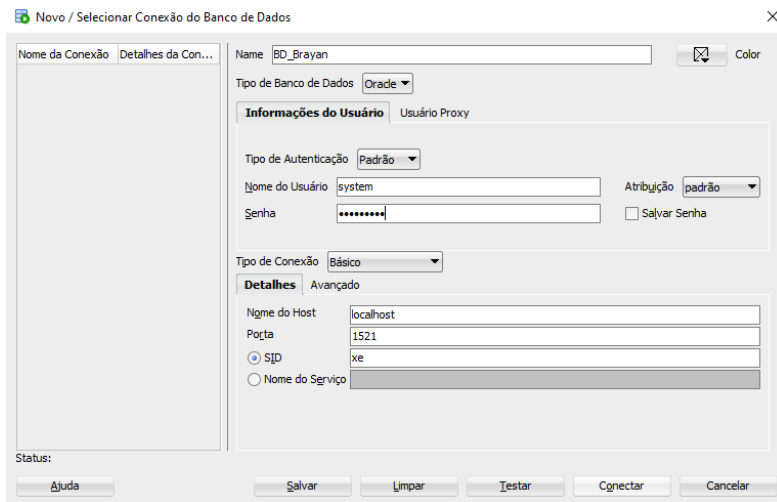 Novo / Selecionar Conexão do Banco de Dados
Nome da Conexão Detalhes da Con...
Name BD_Brayan Color
Tipo de Banco de Dados Oracle
Informações do Usuário Usuário Proxy
Tipo de Autenticação Padrão
Nome do Usuário system Atribuição padrão
Senha ••••••••• Salvar Senha
Tipo de Conexão Básico
Detalhes Avançado
Nome do Host localhost
Porta 1521
SID xe
Nome do Serviço
Status:
Ajuda Salvar Limpar Testar Conectar Cancelar